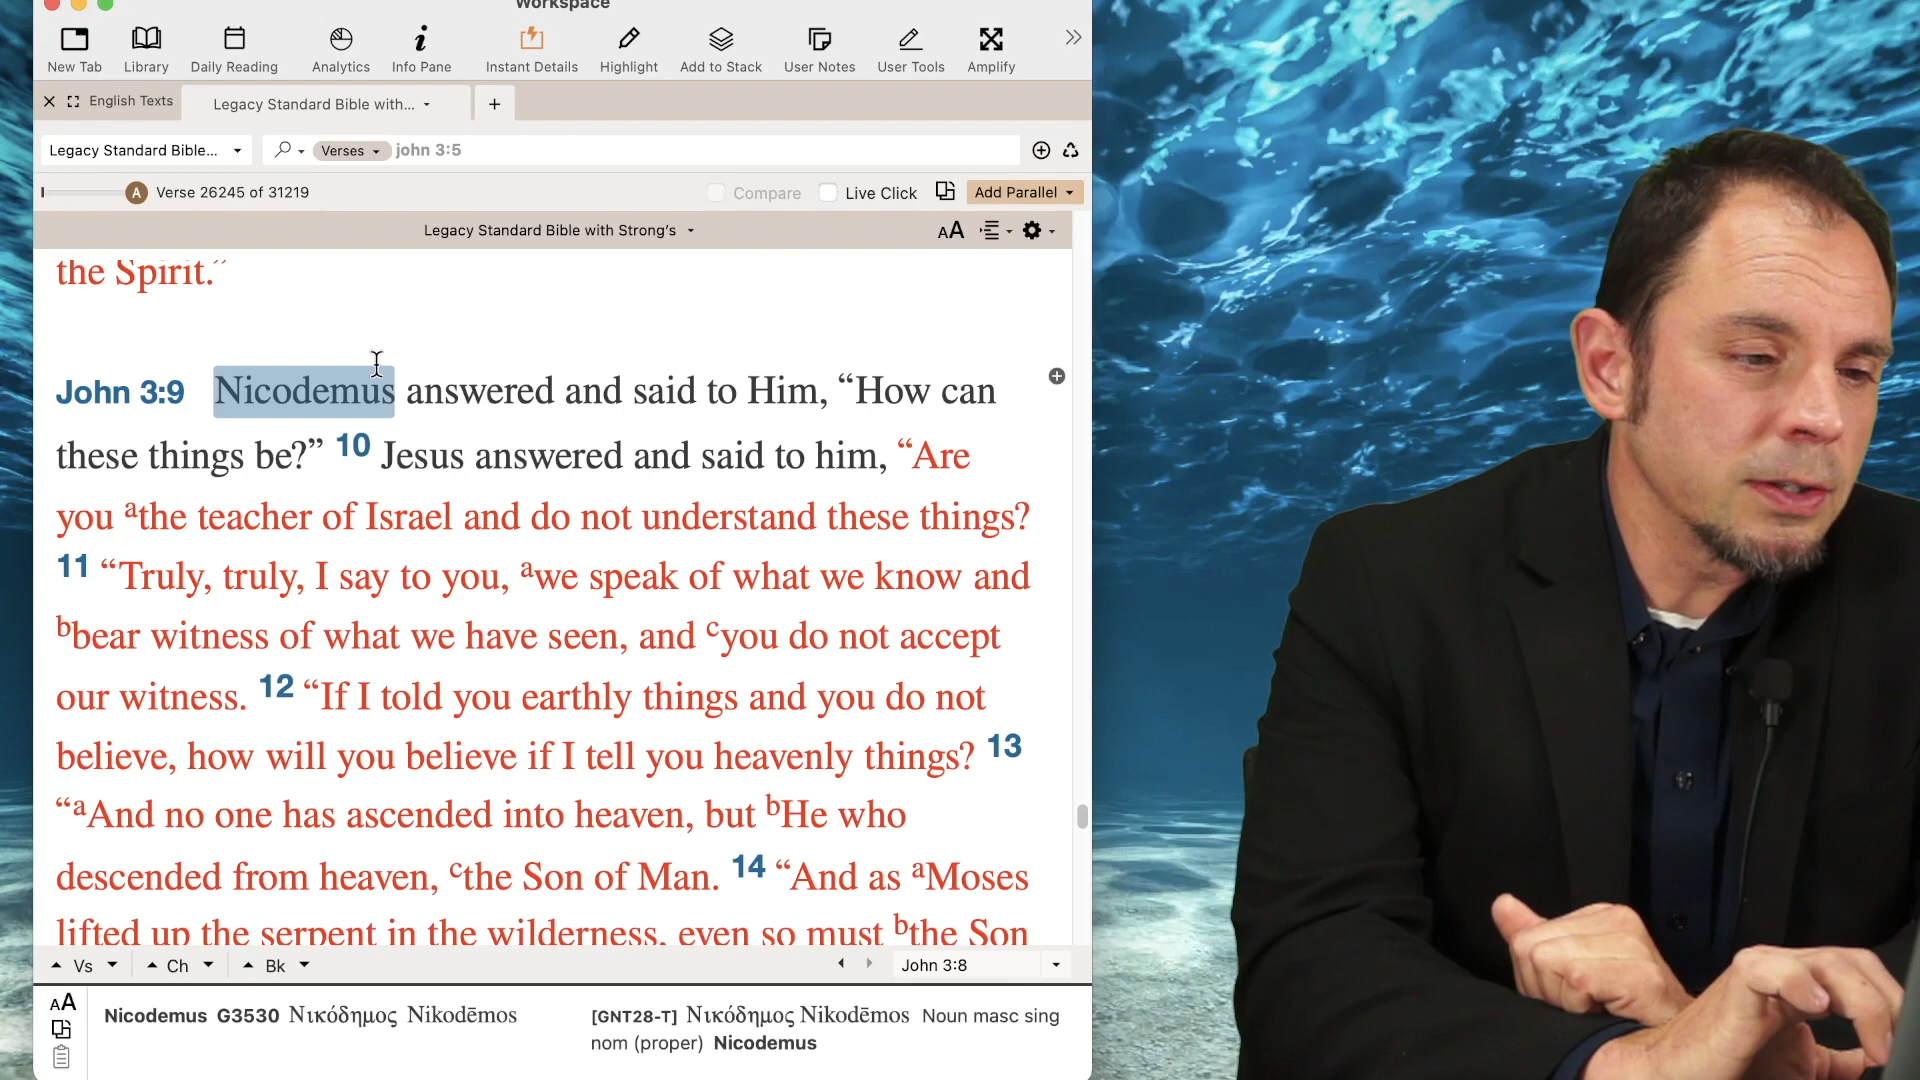 Workspace
New Tab Library Daily Reading Analytics Info Pane Instant Details Highlight Add to Stack User Notes User Tools Amplify
English Texts Legacy Standard Bible with...
Legacy Standard Bible... Verses john 3:5
A Verse 26245 of 31219 Compare Live Click Add Parallel
Legacy Standard Bible with Strong’s AA
the Spirit.”
John 3:9 Nicodemus answered and said to Him, “How can
these things be?” 10 Jesus answered and said to him, “Are
you athe teacher of Israel and do not understand these things?
11 “Truly, truly, I say to you, awe speak of what we know and
bbear witness of what we have seen, and cyou do not accept
our witness. 12 “If I told you earthly things and you do not
believe, how will you believe if I tell you heavenly things? 13
“aAnd no one has ascended into heaven, but bHe who
descended from heaven, cthe Son of Man. 14 “And as aMoses
lifted up the serpent in the wilderness, even so must bthe Son
Vs Ch Bk John 3:8
AA
Nicodemus G3530 Νικόδημος Nikodēmos
[GNT28-T] Νικόδημος Nikodēmos Noun masc sing
nom (proper) Nicodemus